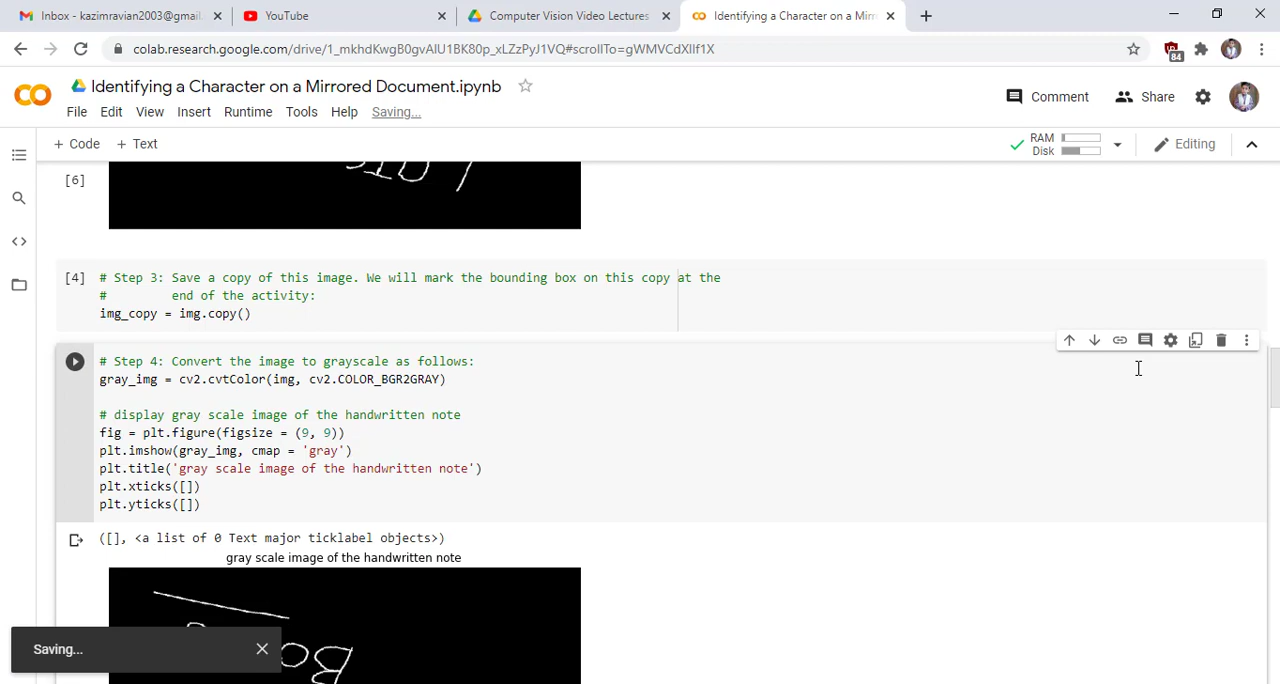 Inbox - kazimravian2003@gmail.
YouTube
Computer Vision Video Lectures
Identifying a Character on a Mirr
colab.research.google.com/drive/1_mkhdKwgB0gvAlU1BK80p_xLZzPyJ1VQ#scrollTo=gWMVCdXlIf1X
84
Identifying a Character on a Mirrored Document.ipynb
Comment
Share
File Edit View Insert Runtime Tools Help Saving...
+ Code + Text
RAM
Disk
Editing
[6]
[4] # Step 3: Save a copy of this image. We will mark the bounding box on this copy at the
# end of the activity:
img_copy = img.copy()
# Step 4: Convert the image to grayscale as follows:
gray_img = cv2.cvtColor(img, cv2.COLOR_BGR2GRAY)
# display gray scale image of the handwritten note
fig = plt.figure(figsize = (9, 9))
plt.imshow(gray_img, cmap = 'gray')
plt.title('gray scale image of the handwritten note')
plt.xticks([])
plt.yticks([])
([], <a list of 0 Text major ticklabel objects>)
gray scale image of the handwritten note
Saving...